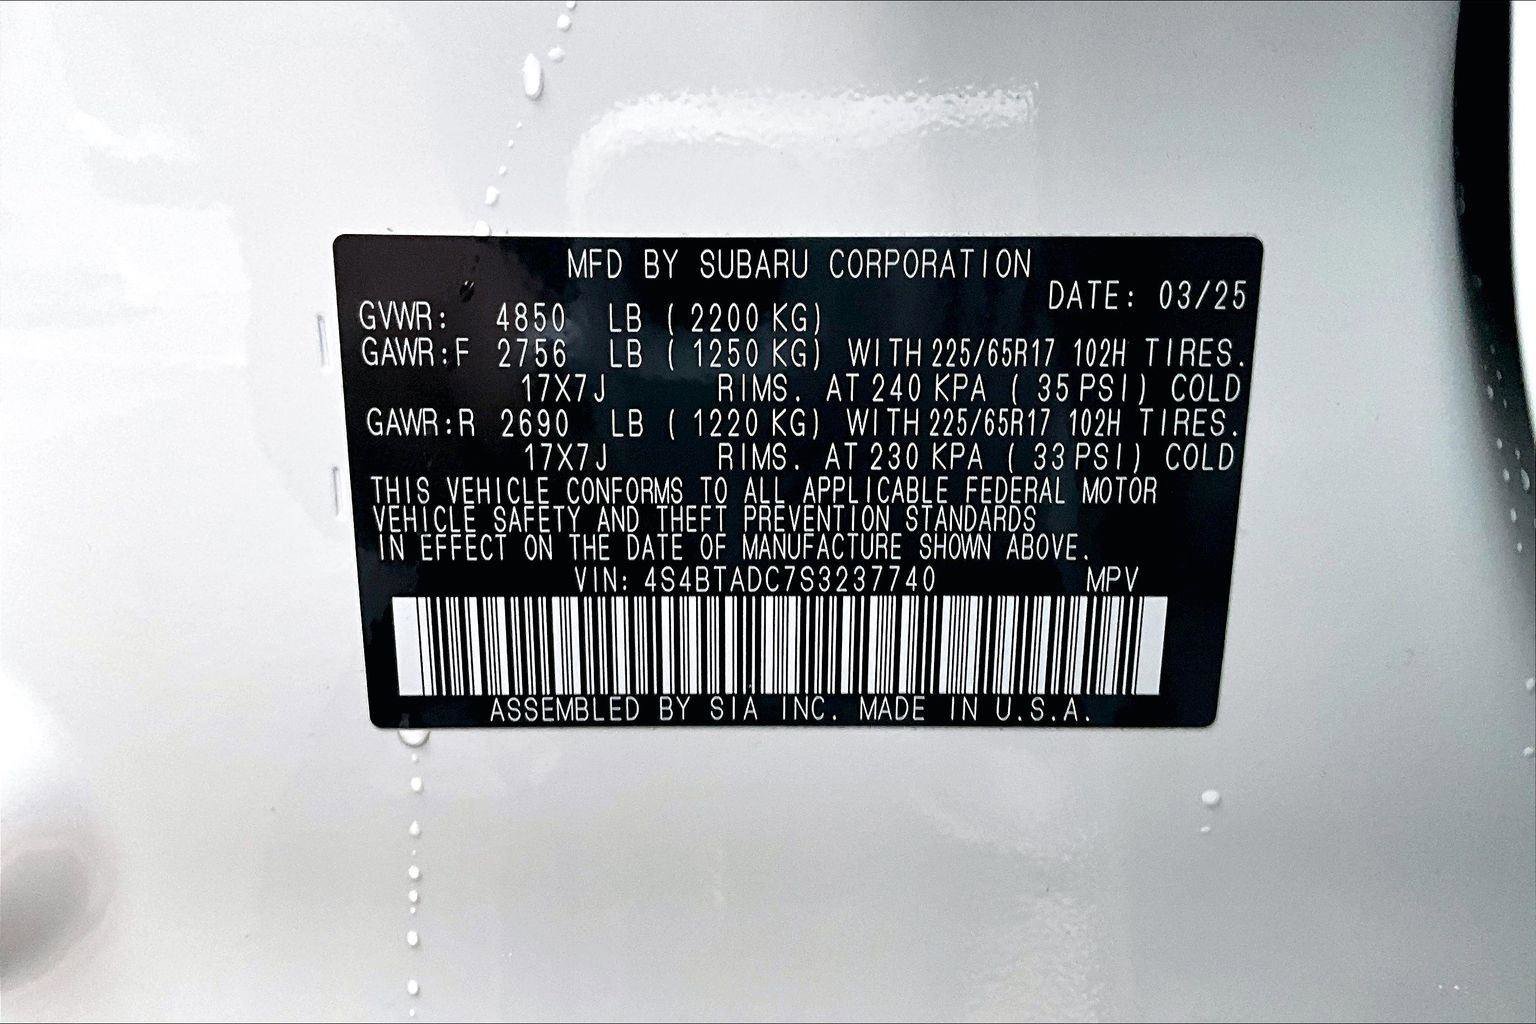 MFD BY SUBARU CORPORATION
DATE: 03/25
GVWR: 4850 LB (2200 KG)
GAWR:F 2756 LB (1250 KG) WITH 225/65R17 102H TIRES.
17X7J RIMS. AT 240 KPA (35 PSI) COLD
GAWR:R 2690 LB (1220 KG) WITH 225/65R17 102H TIRES.
17X7J RIMS. AT 230 KPA (33 PSI) COLD
THIS VEHICLE CONFORMS TO ALL APPLICABLE FEDERAL MOTOR
VEHICLE SAFETY AND THEFT PREVENTION STANDARDS
IN EFFECT ON THE DATE OF MANUFACTURE SHOWN ABOVE.
VIN: 4S4BTADC7S3237740 MPV
ASSEMBLED BY SIA INC. MADE IN U.S.A.